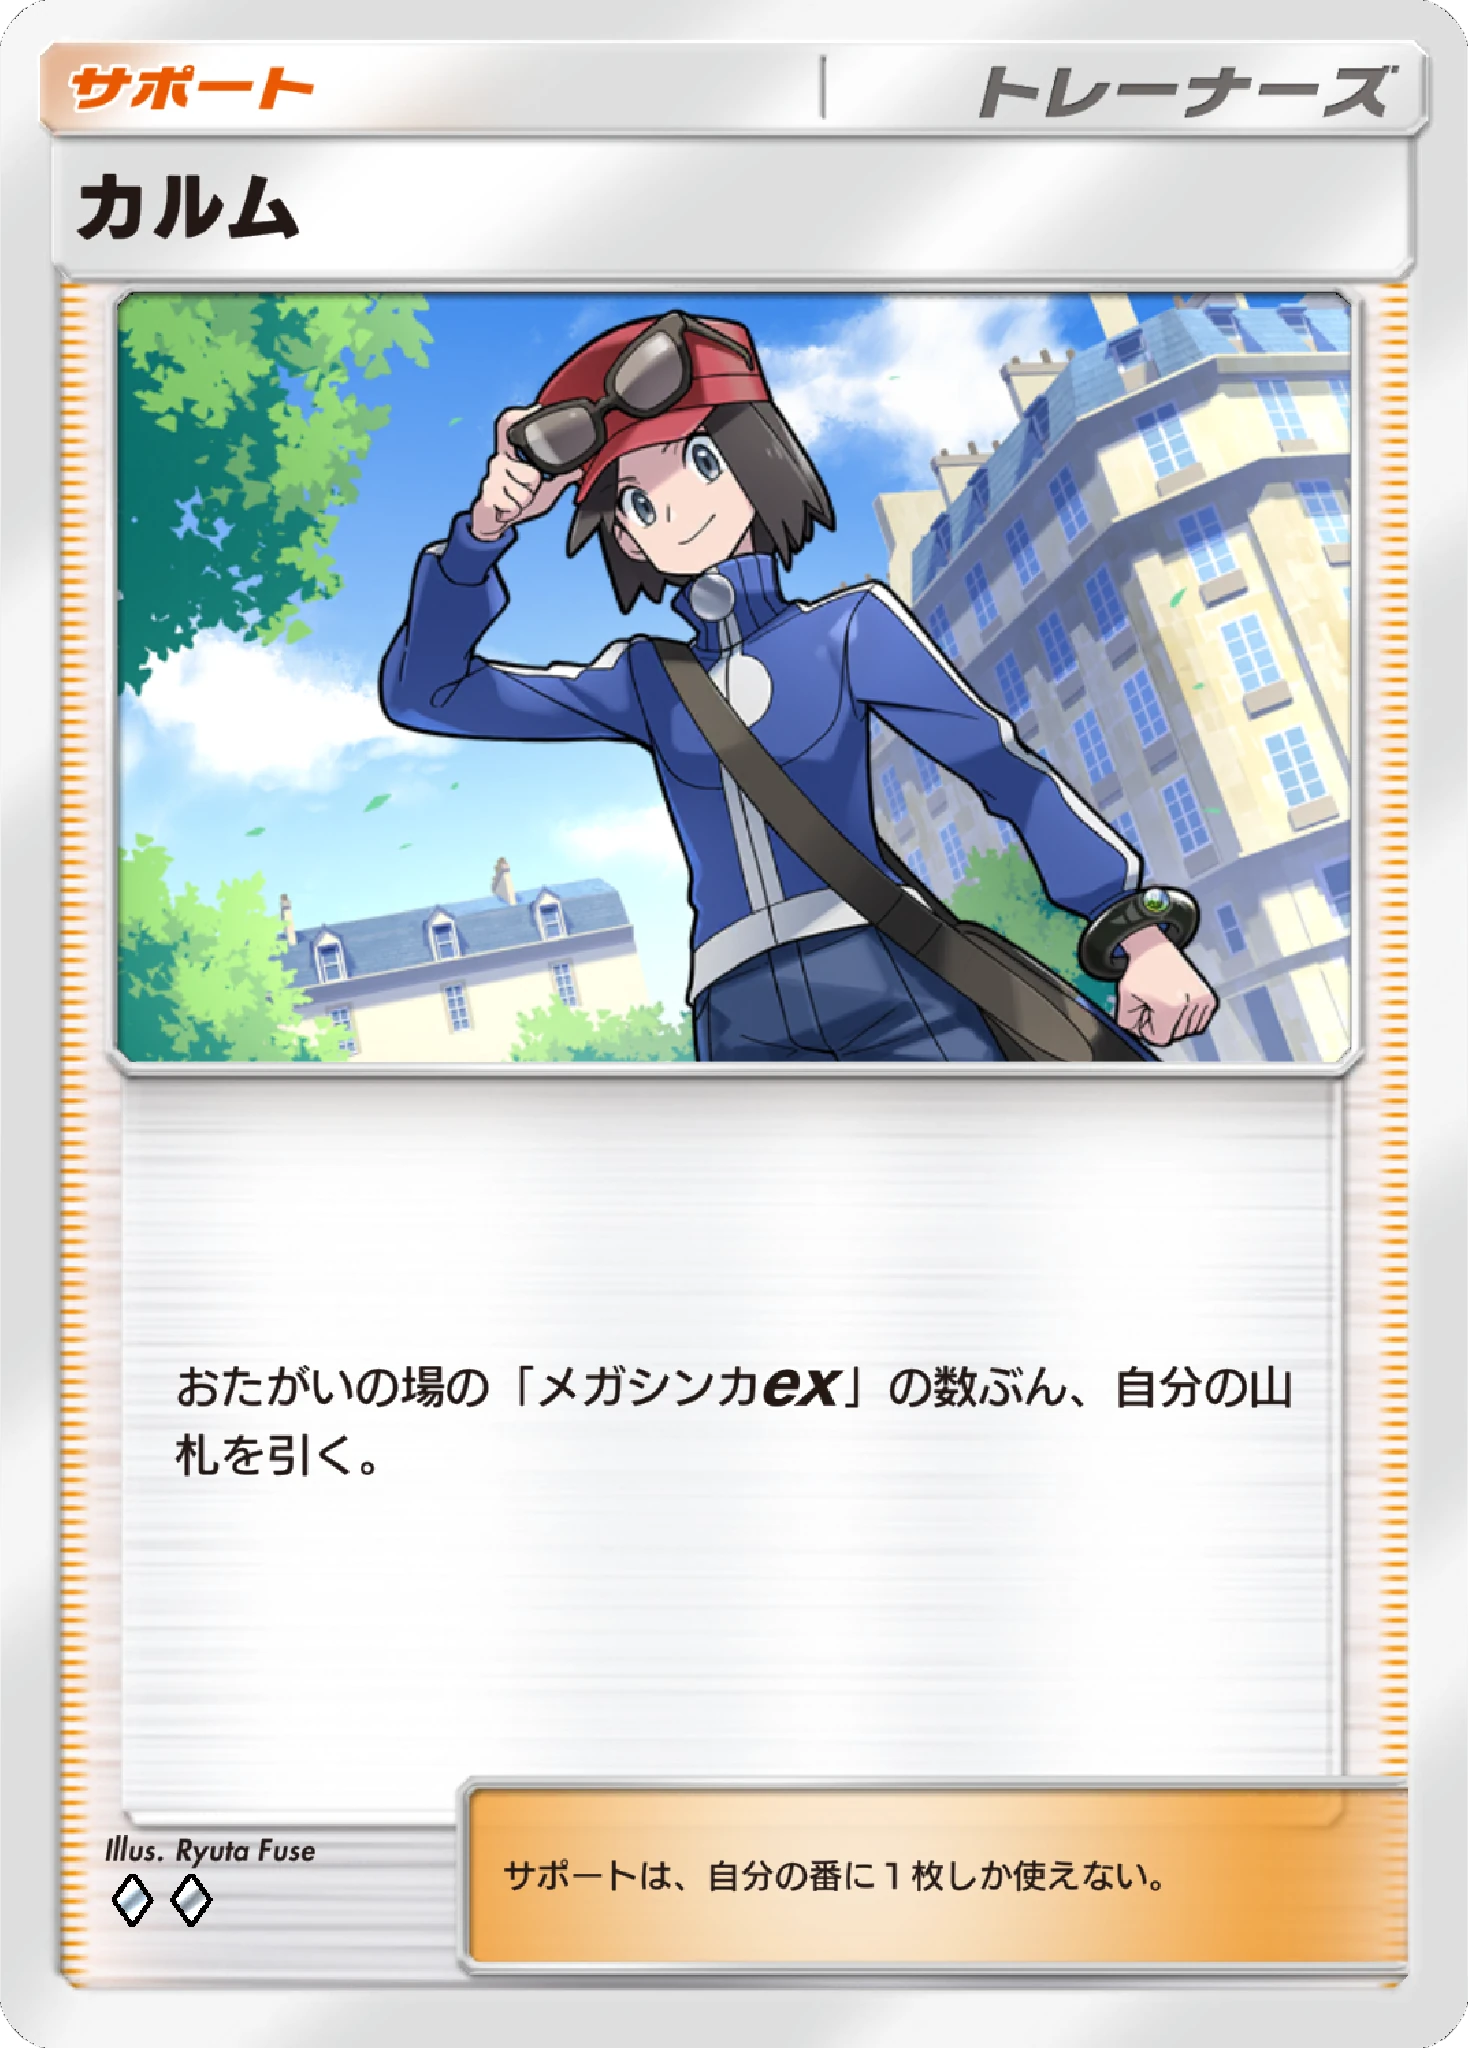 サポート
トレーナーズ
カルム
おたがいの場の「メガシンカex」の数ぶん、自分の山
札を引く。
Illus. Ryuta Fuse
サポートは、自分の番に1枚しか使えない。